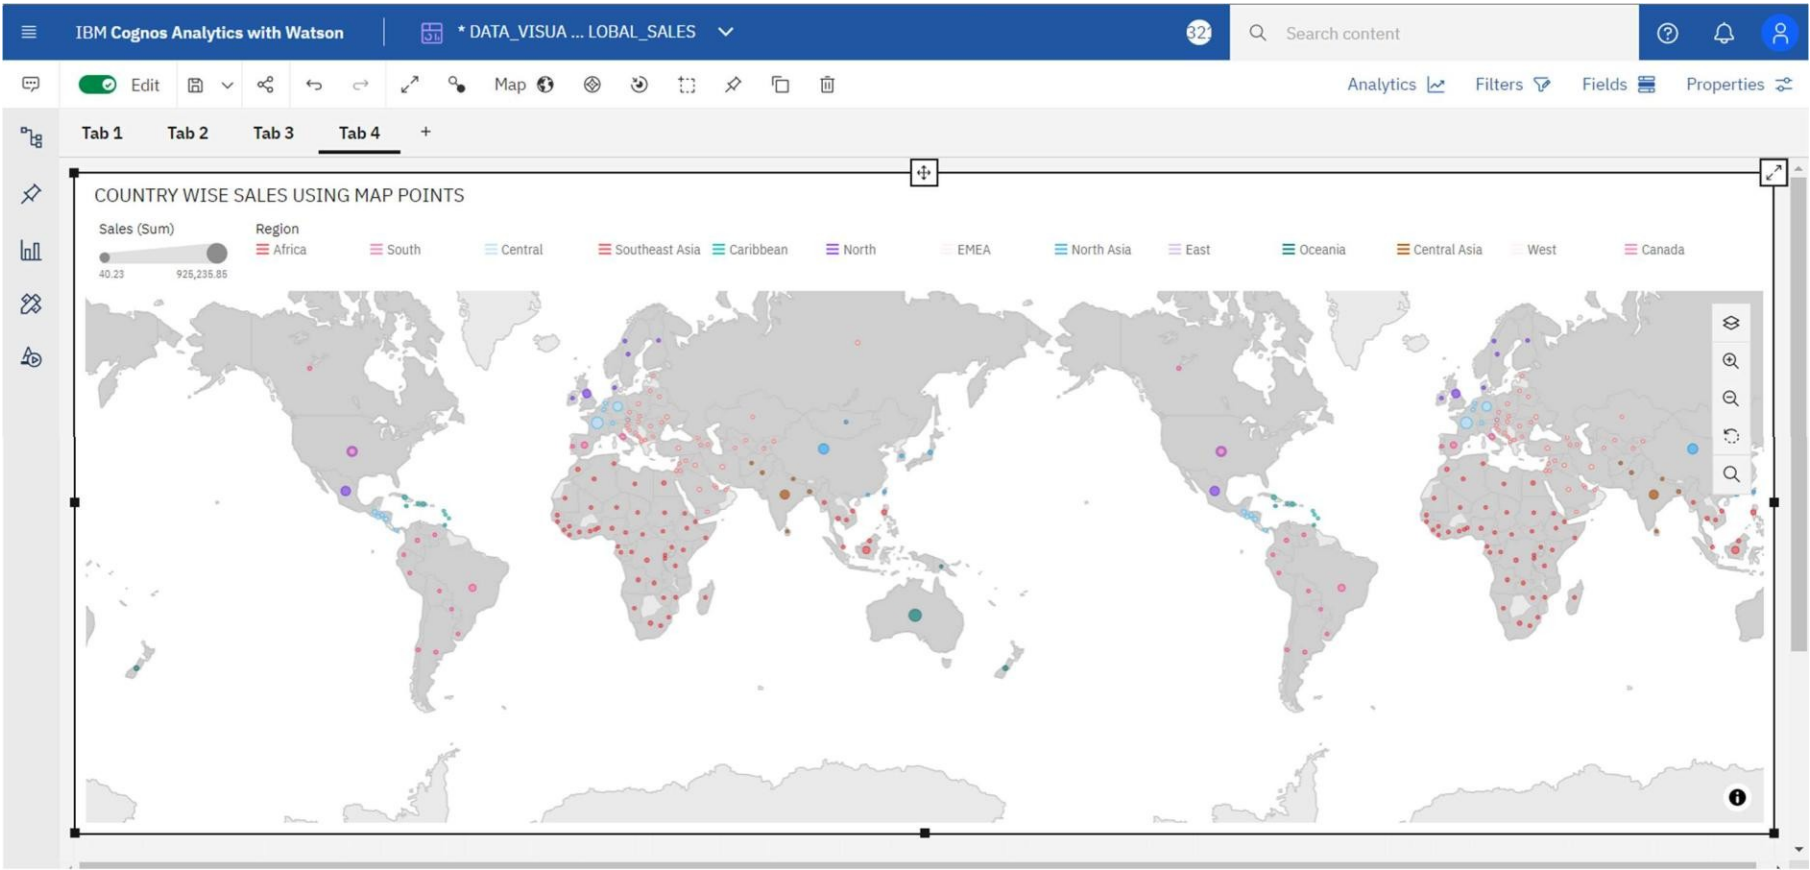 IBM Cognos Analytics with Watson
* DATA_VISUA ... LOBAL_SALES
Search content
Edit
Map
Analytics
Filters
Fields
Properties
Tab 1
Tab 2
Tab 3
Tab 4
+
COUNTRY WISE SALES USING MAP POINTS
Sales (Sum)
40.23
925,235.85
Region
Africa
South
Central
Southeast Asia
Caribbean
North
EMEA
North Asia
East
Oceania
Central Asia
West
Canada